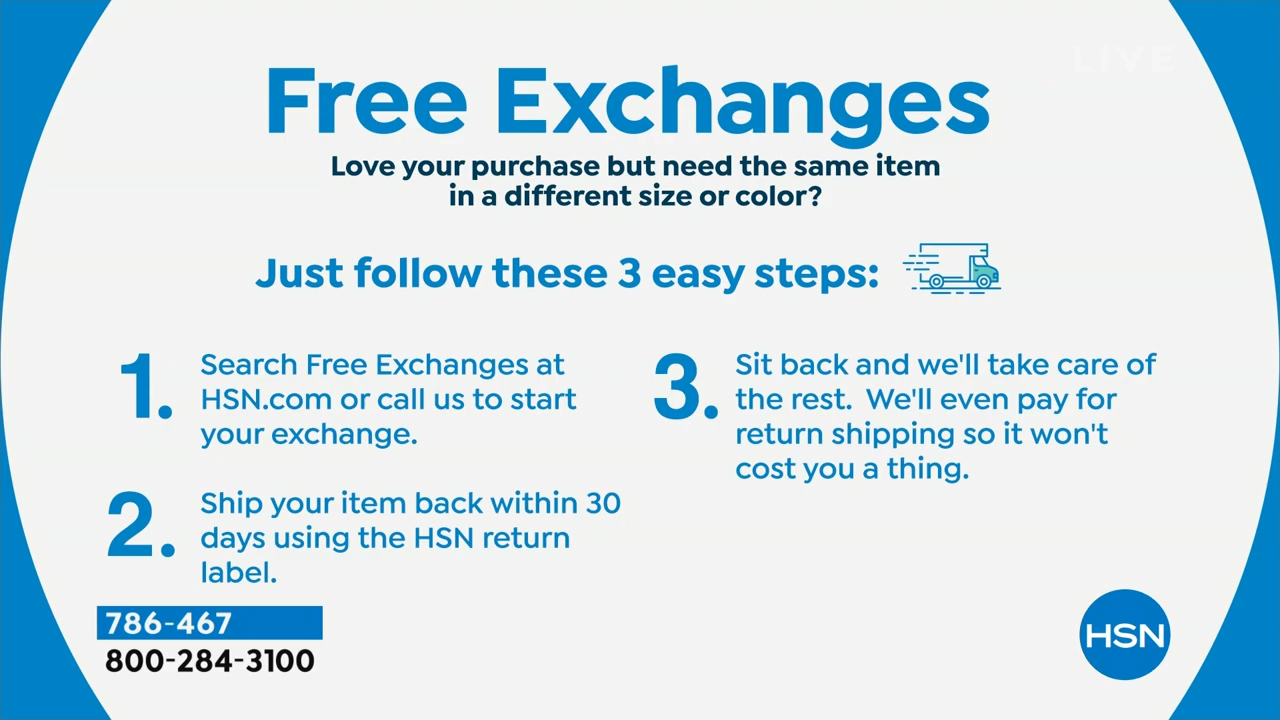 LIVE
Free Exchanges
Love your purchase but need the same item
in a different size or color?
Just follow these 3 easy steps:
1. Search Free Exchanges at
HSN.com or call us to start
your exchange.
2. Ship your item back within 30
days using the HSN return
label.
3. Sit back and we'll take care of
the rest. We'll even pay for
return shipping so it won't
cost you a thing.
786-467
800-284-3100
HSN